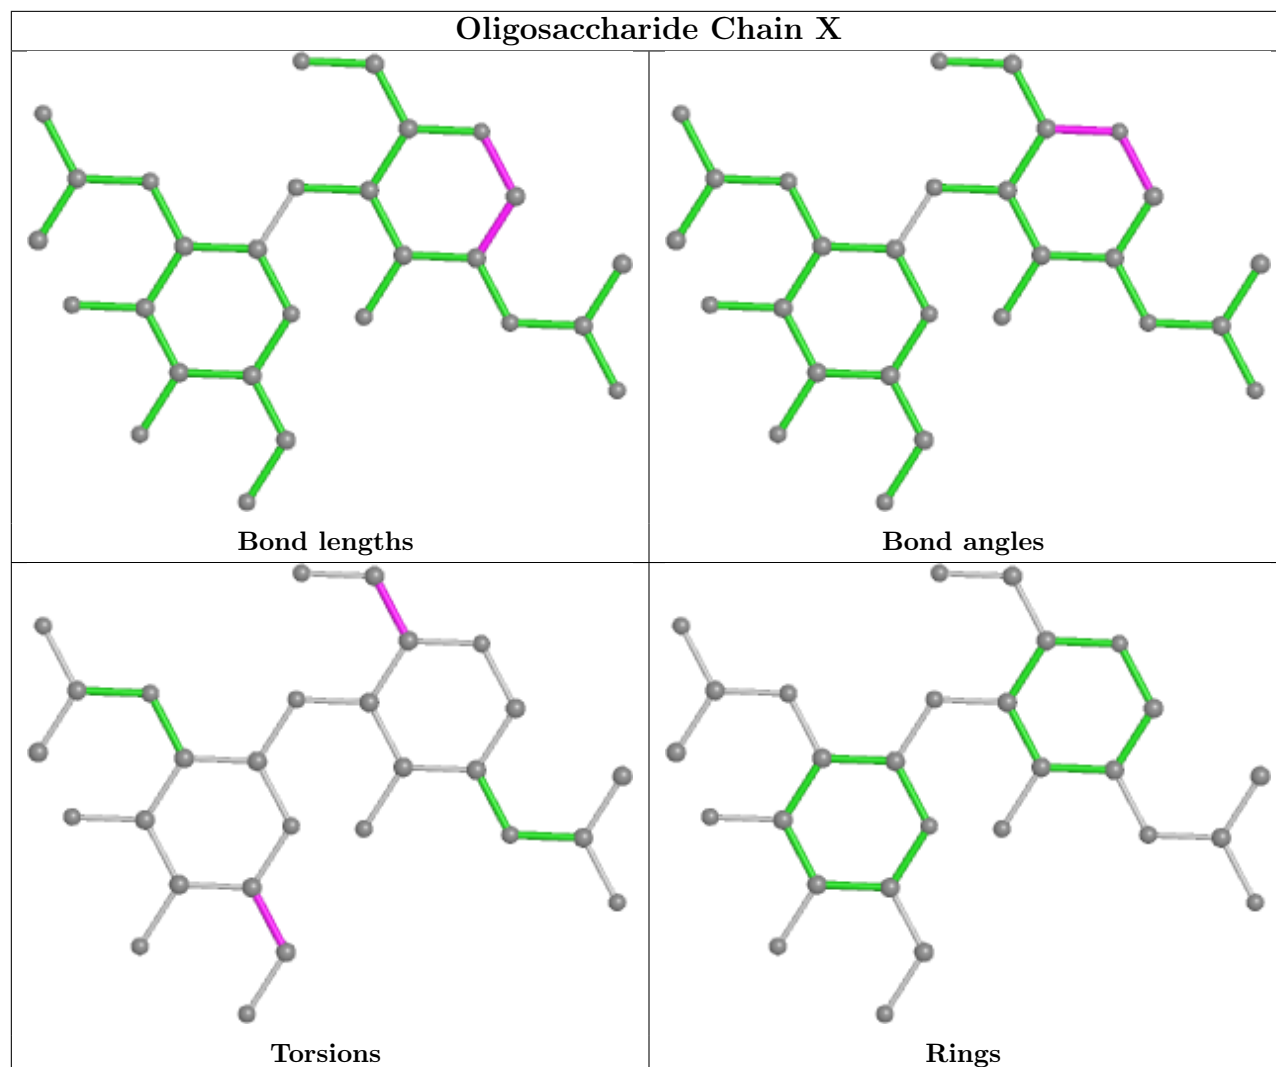 Oligosaccharide Chain X
Bond lengths
Bond angles
Torsions
Rings